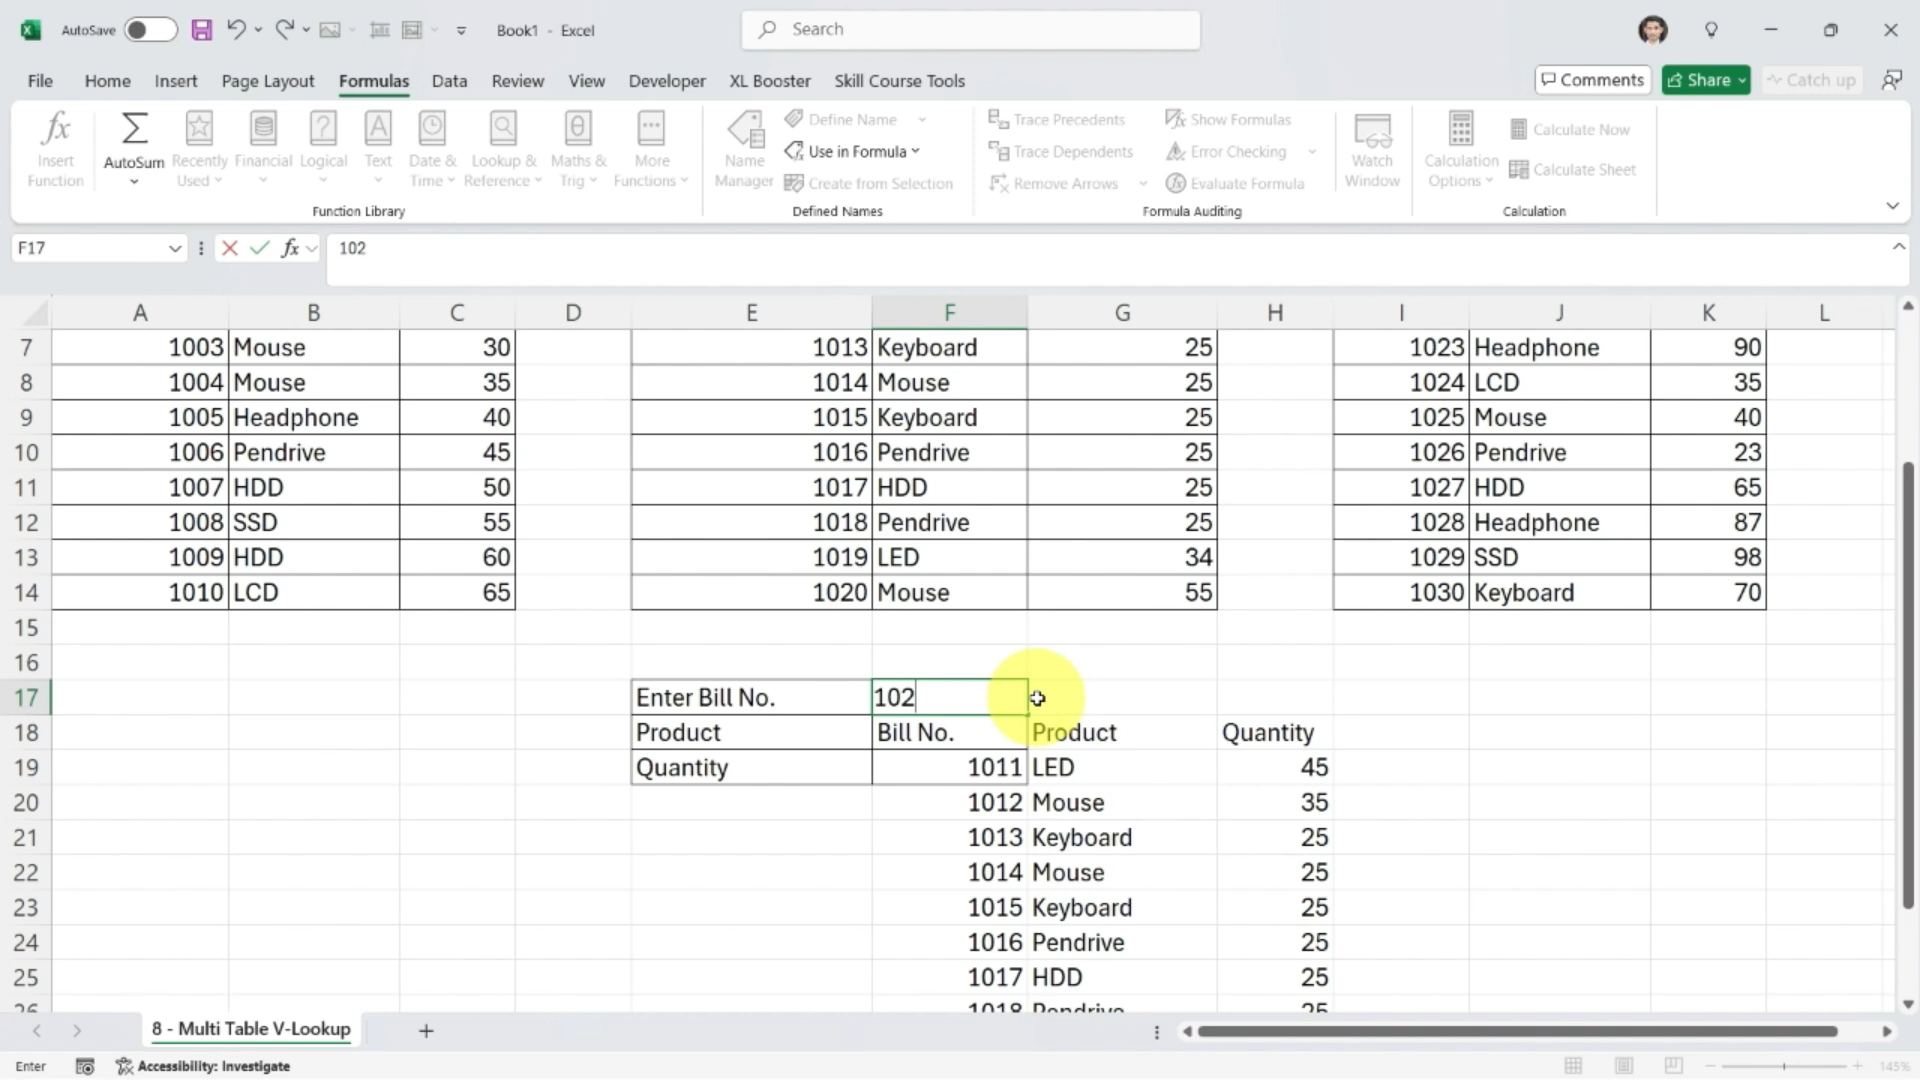 AutoSave
Book1 - Excel
Search
File Home Insert Page Layout Formulas Data Review View Developer XL Booster Skill Course Tools
Comments Share Catch up
Insert Function
AutoSum
Recently Used
Financial
Logical
Text
Date & Time
Lookup & Reference
Maths & Trig
More Functions
Function Library
Name Manager
Define Name
Use in Formula
Create from Selection
Defined Names
Trace Precedents
Trace Dependents
Remove Arrows
Show Formulas
Error Checking
Evaluate Formula
Formula Auditing
Watch Window
Calculation Options
Calculate Now
Calculate Sheet
Calculation
F17 fx 102
A B C D E F G H I J K L
7 1003 Mouse 30 1013 Keyboard 25 1023 Headphone 90
8 1004 Mouse 35 1014 Mouse 25 1024 LCD 35
9 1005 Headphone 40 1015 Keyboard 25 1025 Mouse 40
10 1006 Pendrive 45 1016 Pendrive 25 1026 Pendrive 23
11 1007 HDD 50 1017 HDD 25 1027 HDD 65
12 1008 SSD 55 1018 Pendrive 25 1028 Headphone 87
13 1009 HDD 60 1019 LED 34 1029 SSD 98
14 1010 LCD 65 1020 Mouse 55 1030 Keyboard 70
15
16
17 Enter Bill No. 102
18 Product Bill No. Product Quantity
19 Quantity 1011 LED 45
20 1012 Mouse 35
21 1013 Keyboard 25
22 1014 Mouse 25
23 1015 Keyboard 25
24 1016 Pendrive 25
25 1017 HDD 25
26 1018 Pendrive 25
8 - Multi Table V-Lookup
Enter
Accessibility: Investigate
145%